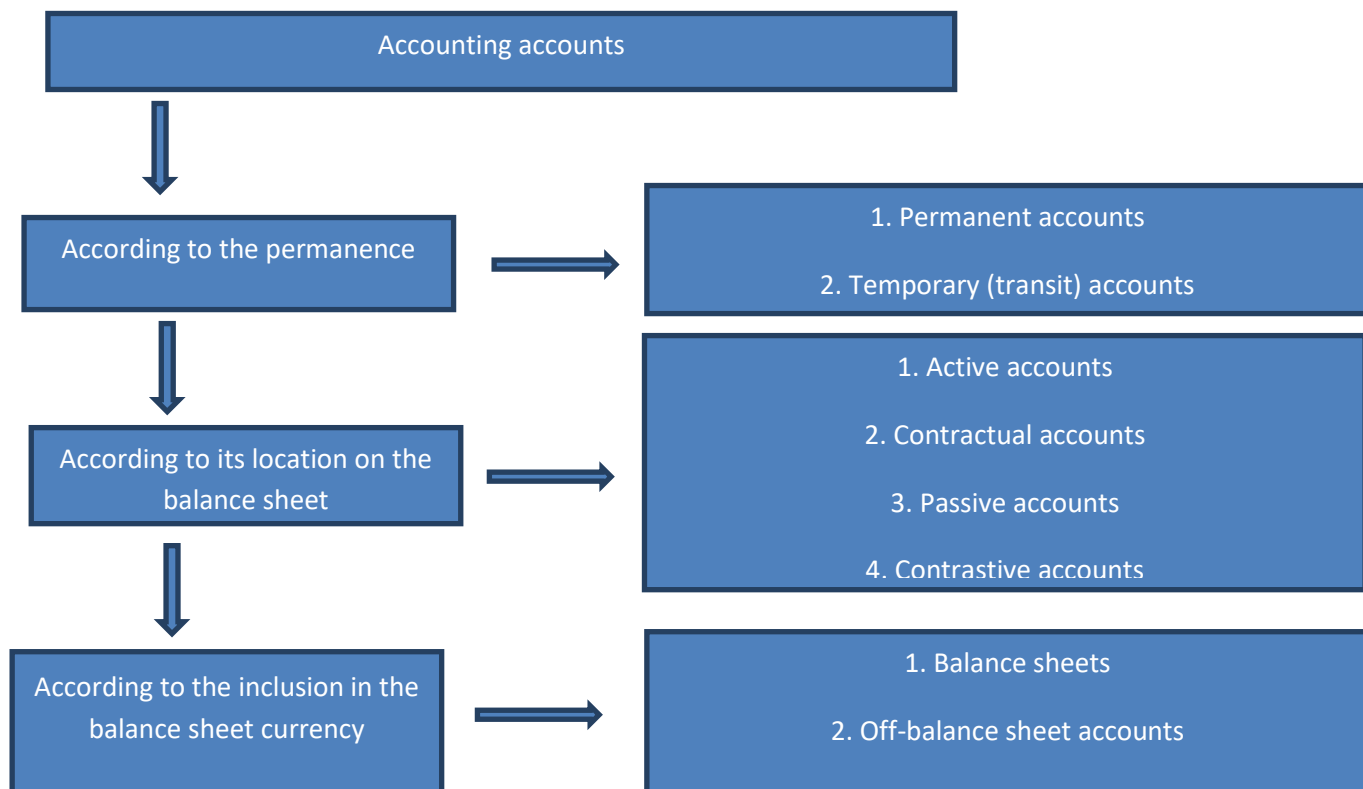 Accounting accounts
According to the permanence
1. Permanent accounts
2. Temporary (transit) accounts
According to its location on the
balance sheet
1. Active accounts
2. Contractual accounts
3. Passive accounts
4. Contrastive accounts
According to the inclusion in the
balance sheet currency
1. Balance sheets
2. Off-balance sheet accounts